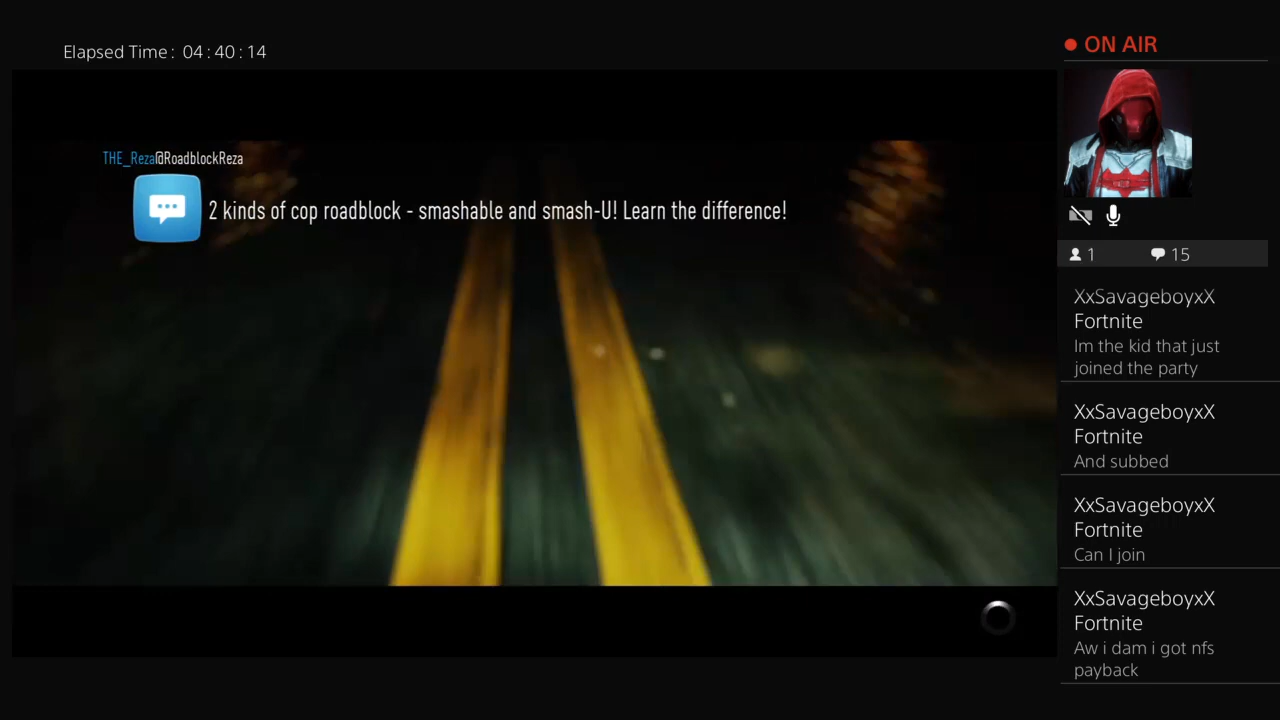 Elapsed Time: 04:40:14
ON AIR
THE_Reza@RoadblockReza
2 kinds of cop roadblock - smashable and smash-U! Learn the difference!
1 15
XxSavageboyxX
Fortnite
Im the kid that just
joined the party
XxSavageboyxX
Fortnite
And subbed
XxSavageboyxX
Fortnite
Can I join
XxSavageboyxX
Fortnite
Aw i dam i got nfs
payback